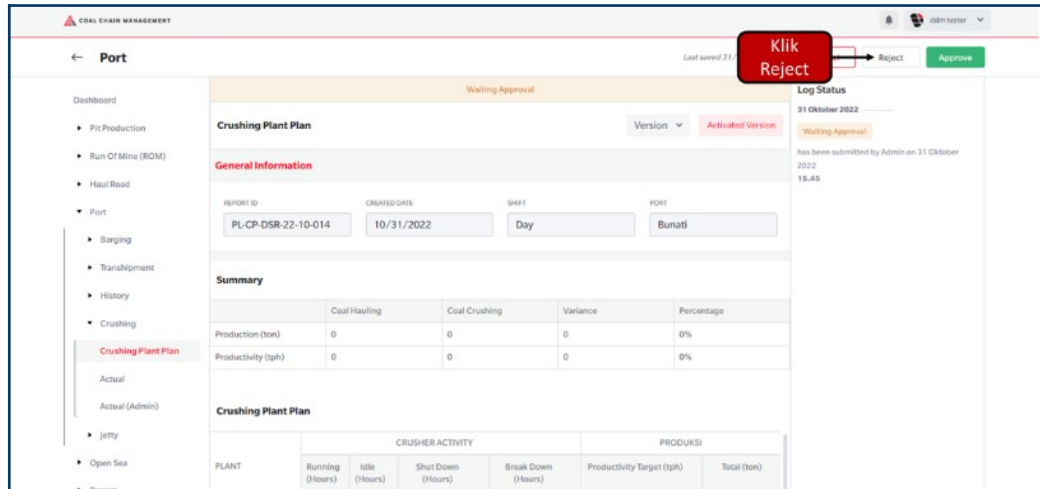 COAL CHAIN MANAGEMENT
ddm tester
← Port
Last saved 31/
Klik
Reject
Reject
Approve
Waiting Approval
Log Status
31 Oktober 2022
Waiting Approval
has been submitted by Admin on 31 Oktober
2022
15.45
Dashboard
Pit Production
Run Of Mine (ROM)
Haul Road
Port
Barging
Transhipment
History
Crushing
Crushing Plant Plan
Actual
Actual (Admin)
Jetty
Open Sea
Crushing Plant Plan
Version
Activated Version
General Information
REPORT ID CREATED DATE SHIFT PORT
PL-CP-DSR-22-10-014 10/31/2022 Day Bunati
Summary
Coal Hauling Coal Crushing Variance Percentage
Production (ton) 0 0 0 0%
Productivity (tph) 0 0 0 0%
Crushing Plant Plan
CRUSHER ACTIVITY PRODUKSI
PLANT Running (Hours) Idle (Hours) Shut Down (Hours) Break Down (Hours) Productivity Target (tph) Total (ton)